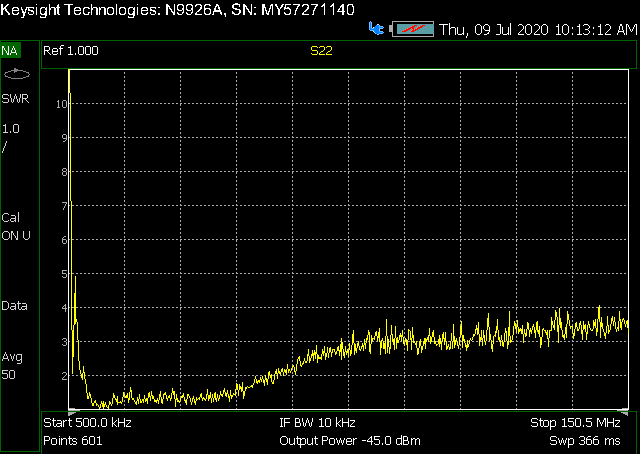 Keysight Technologies: N9926A, SN: MY57271140
Thu, 09 Jul 2020 10:13:12 AM
NA
Ref 1.000
S22
SWR
1.0
/
Cal
ON U
Data
Avg
50
10
9
8
7
6
5
4
3
2
Start 500.0 kHz
IF BW 10 kHz
Stop 150.5 MHz
Points 601
Output Power -45.0 dBm
Swp 366 ms